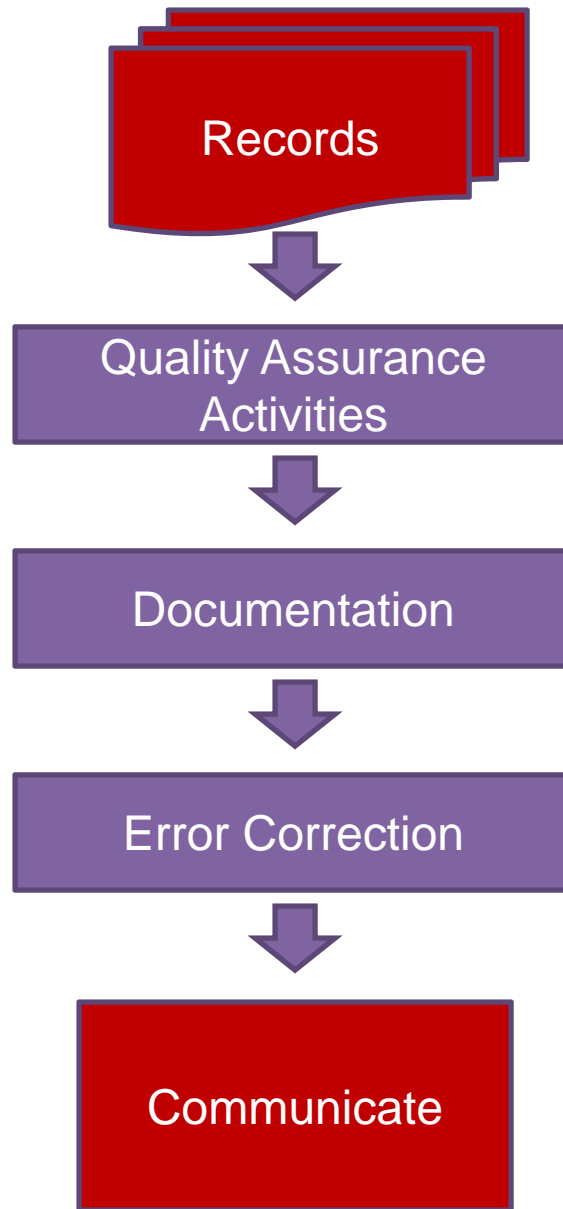 Records
Quality Assurance
Activities
Documentation
Error Correction
Communicate